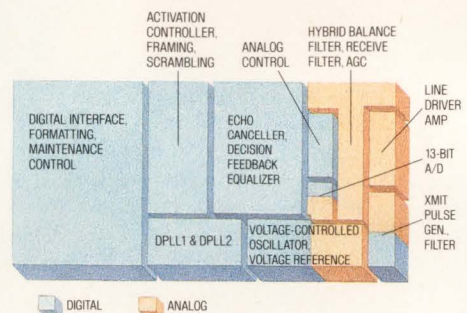 ACTIVATION
CONTROLLER,
FRAMING,
SCRAMBLING
ANALOG
CONTROL
HYBRID BALANCE
FILTER, RECEIVE
FILTER, AGC
LINE
DRIVER
AMP
13-BIT
A/D
XMIT
PULSE
GEN.,
FILTER
DIGITAL INTERFACE,
FORMATTING,
MAINTENANCE
CONTROL
ECHO
CANCELLER,
DECISION
FEEDBACK
EQUALIZER
DPLL1 & DPLL2
VOLTAGE-CONTROLLED
OSCILLATOR,
VOLTAGE REFERENCE
DIGITAL
ANALOG